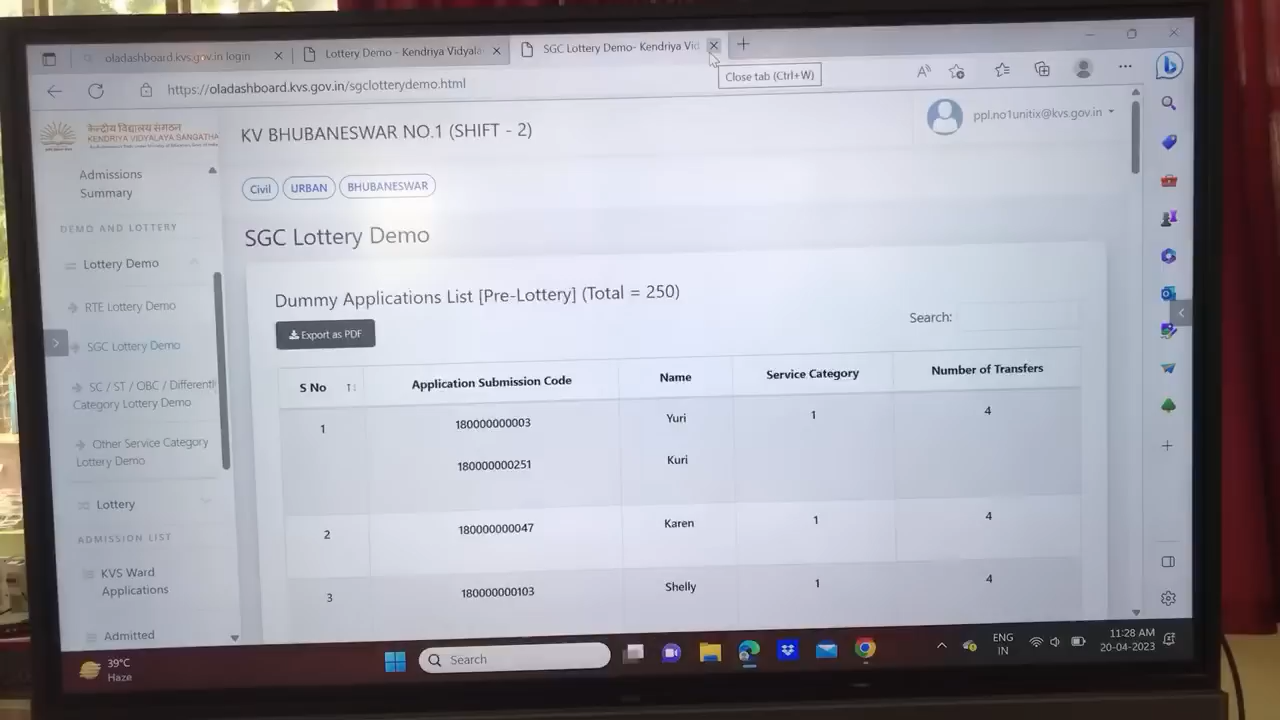 oladashboard.kvs.gov.in login
Lottery Demo - Kendriya Vidyala
SGC Lottery Demo- Kendriya Vid
Close tab (Ctrl+W)
https://oladashboard.kvs.gov.in/sgclotterydemo.html
केन्द्रीय विद्यालय संगठन
KENDRIYA VIDYALAYA SANGATHA
KV BHUBANESWAR NO.1 (SHIFT - 2)
ppl.no1unitix@kvs.gov.in
Civil
URBAN
BHUBANESWAR
Admissions
Summary
DEMO AND LOTTERY
Lottery Demo
RTE Lottery Demo
SGC Lottery Demo
SC / ST / OBC / Differentl
Category Lottery Demo
Other Service Category
Lottery Demo
Lottery
ADMISSION LIST
KVS Ward
Applications
Admitted
SGC Lottery Demo
Dummy Applications List [Pre-Lottery] (Total = 250)
Export as PDF
Search:
S No Application Submission Code Name Service Category Number of Transfers
1 180000000003 Yuri 1 4
180000000251 Kuri
2 180000000047 Karen 1 4
3 180000000103 Shelly 1 4
39°C
Haze
Search
ENG
IN
11:28 AM
20-04-2023